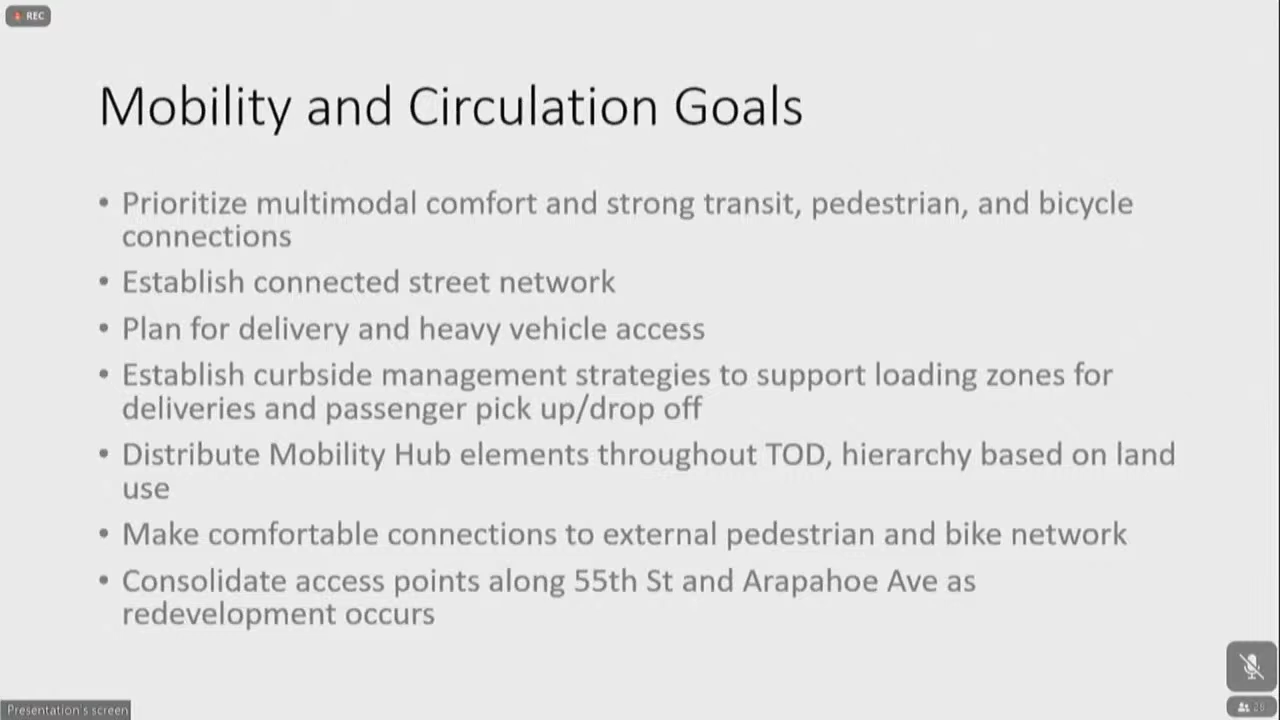 REC
Mobility and Circulation Goals
• Prioritize multimodal comfort and strong transit, pedestrian, and bicycle
connections
• Establish connected street network
• Plan for delivery and heavy vehicle access
• Establish curbside management strategies to support loading zones for
deliveries and passenger pick up/drop off
• Distribute Mobility Hub elements throughout TOD, hierarchy based on land
use
• Make comfortable connections to external pedestrian and bike network
• Consolidate access points along 55th St and Arapahoe Ave as
redevelopment occurs
Presentation's screen